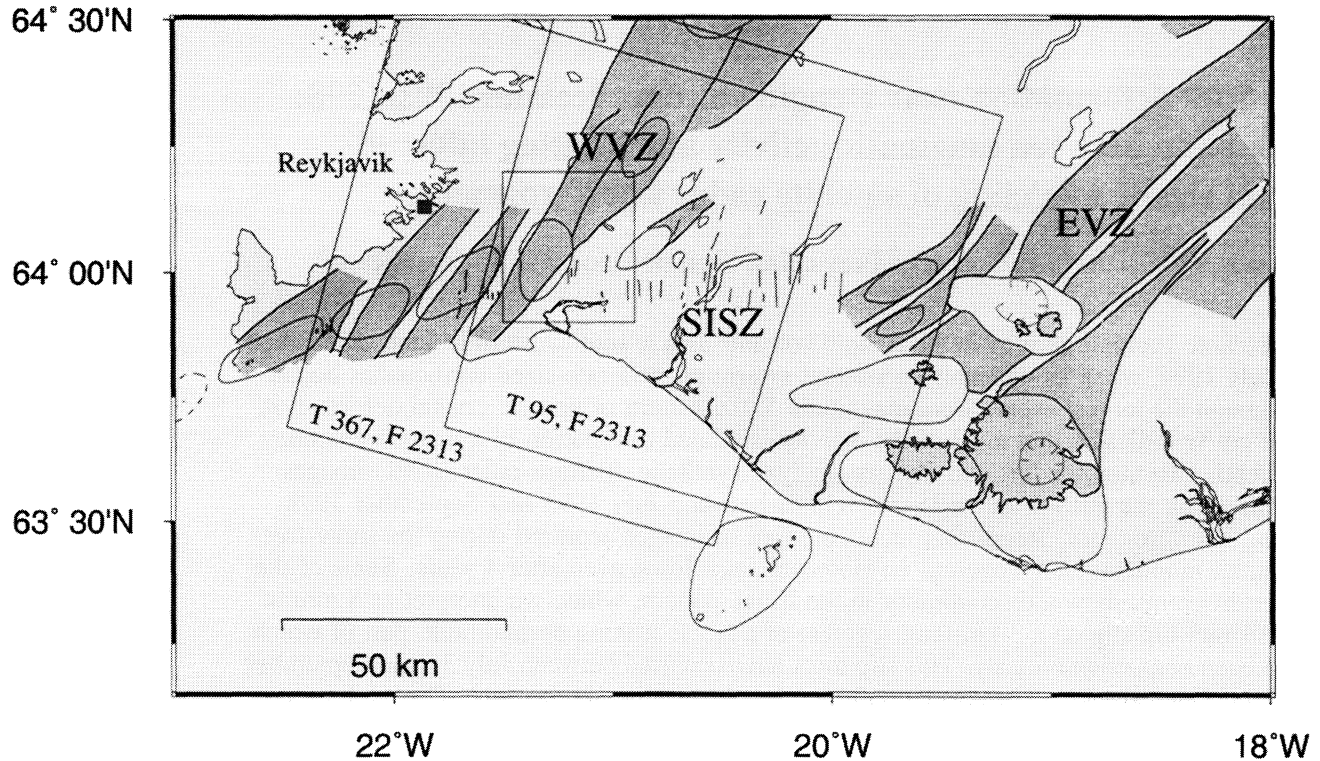 64° 30'N
WVZ
Reykjavik
EVZ
64° 00'N
SISZ
T 367, F 2313
T 95, F 2313
63° 30'N
50 km
22°W
20°W
18°W